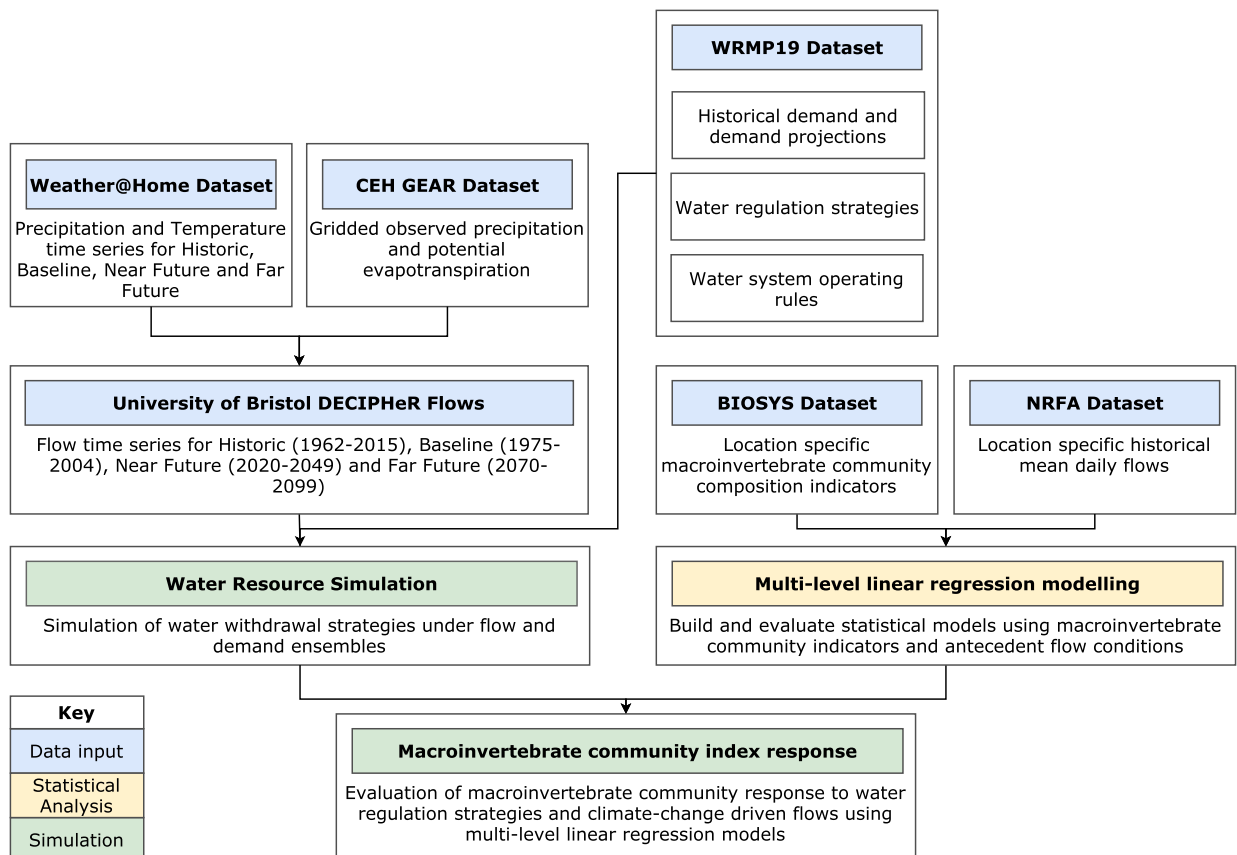 WRMP19 Dataset
Historical demand and
demand projections
Water regulation strategies
Water system operating
rules
Weather@Home Dataset
Precipitation and Temperature
time series for Historic,
Baseline, Near Future and Far
Future
CEH GEAR Dataset
Gridded observed precipitation
and potential
evapotranspiration
University of Bristol DECIPHeR Flows
Flow time series for Historic (1962-2015), Baseline (1975-
2004), Near Future (2020-2049) and Far Future (2070-
2099)
BIOSYS Dataset
Location specific
macroinvertebrate community
composition indicators
NRFA Dataset
Location specific historical
mean daily flows
Water Resource Simulation
Simulation of water withdrawal strategies under flow and
demand ensembles
Multi-level linear regression modelling
Build and evaluate statistical models using macroinvertebrate
community indicators and antecedent flow conditions
Key
Data input
Statistical
Analysis
Simulation
Macroinvertebrate community index response
Evaluation of macroinvertebrate community response to water
regulation strategies and climate-change driven flows using
multi-level linear regression models